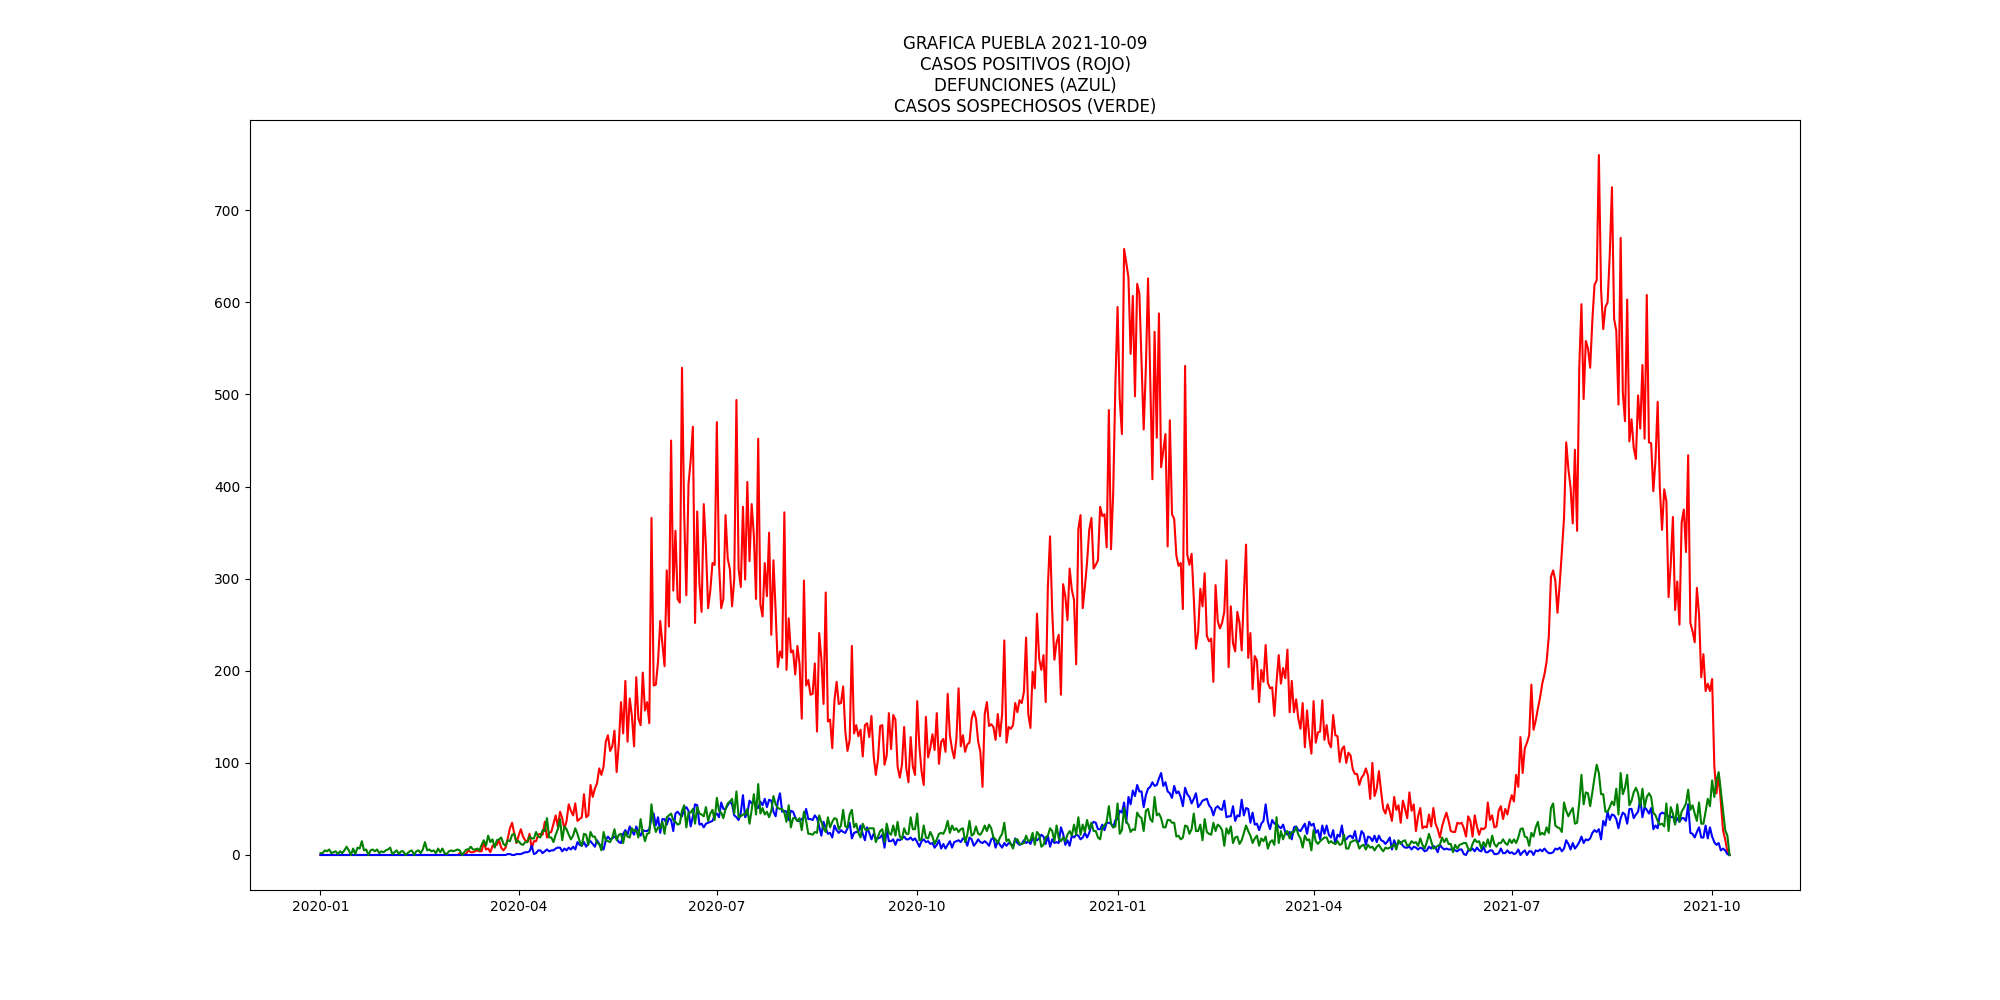 GRAFICA PUEBLA 2021-10-09
CASOS POSITIVOS (ROJO)
DEFUNCIONES (AZUL)
CASOS SOSPECHOSOS (VERDE)
700
600
500
400
300
200
100
0
2020-01 2020-04 2020-07 2020-10 2021-01 2021-04 2021-07 2021-10